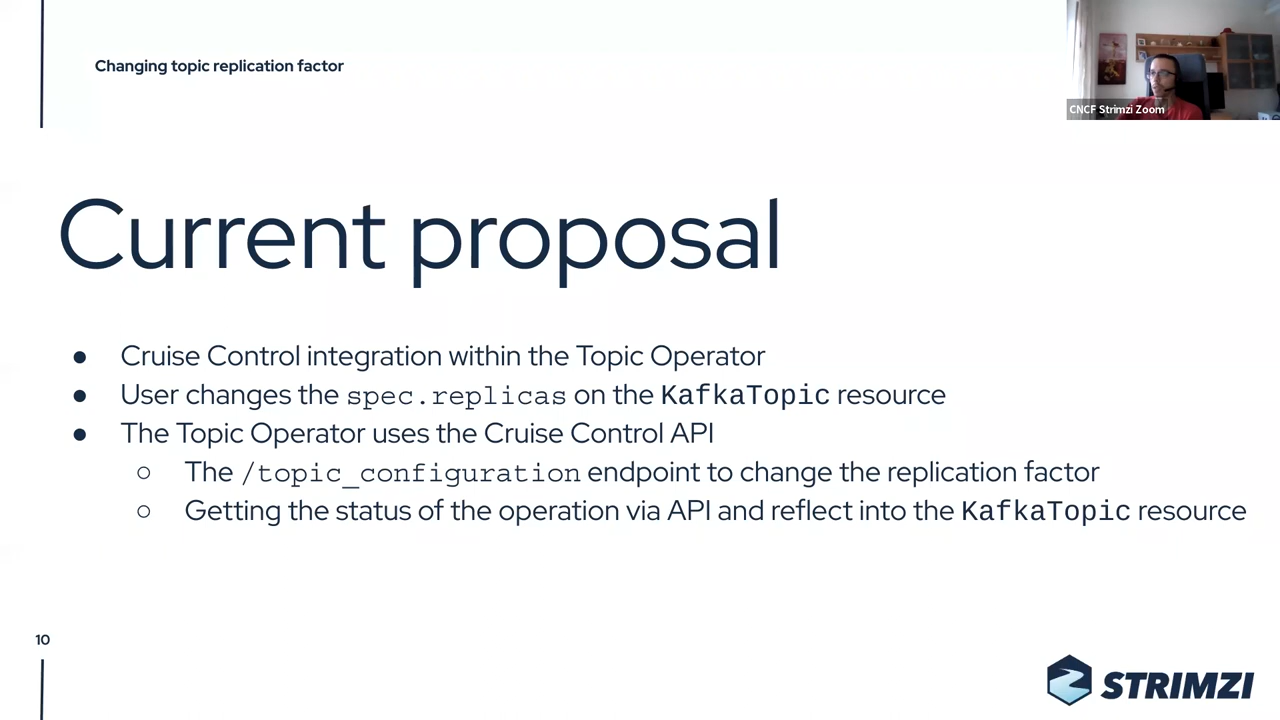 Changing topic replication factor
CNCF Strimzi Zoom
Current proposal
● Cruise Control integration within the Topic Operator
● User changes the spec.replicas on the KafkaTopic resource
● The Topic Operator uses the Cruise Control API
○ The /topic_configuration endpoint to change the replication factor
○ Getting the status of the operation via API and reflect into the KafkaTopic resource
10
STRIMZI